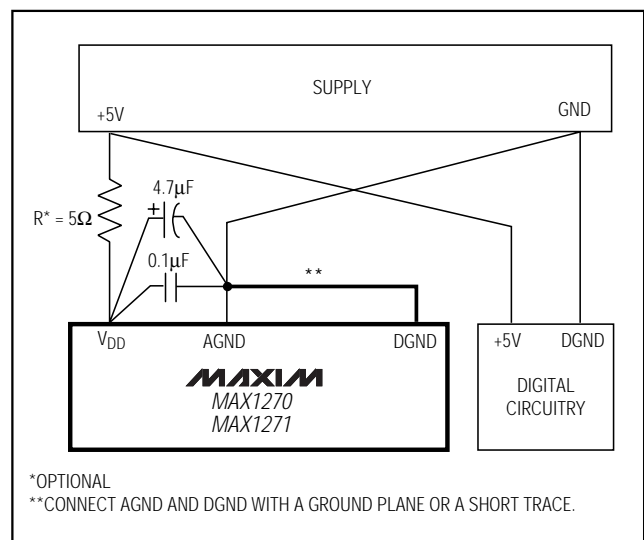 SUPPLY
+5V
GND
4.7µF
R* = 5Ω
+
0.1µF
**
VDD
AGND
DGND
+5V
DGND
MAXIM
MAX1270
MAX1271
DIGITAL
CIRCUITRY
*OPTIONAL
**CONNECT AGND AND DGND WITH A GROUND PLANE OR A SHORT TRACE.